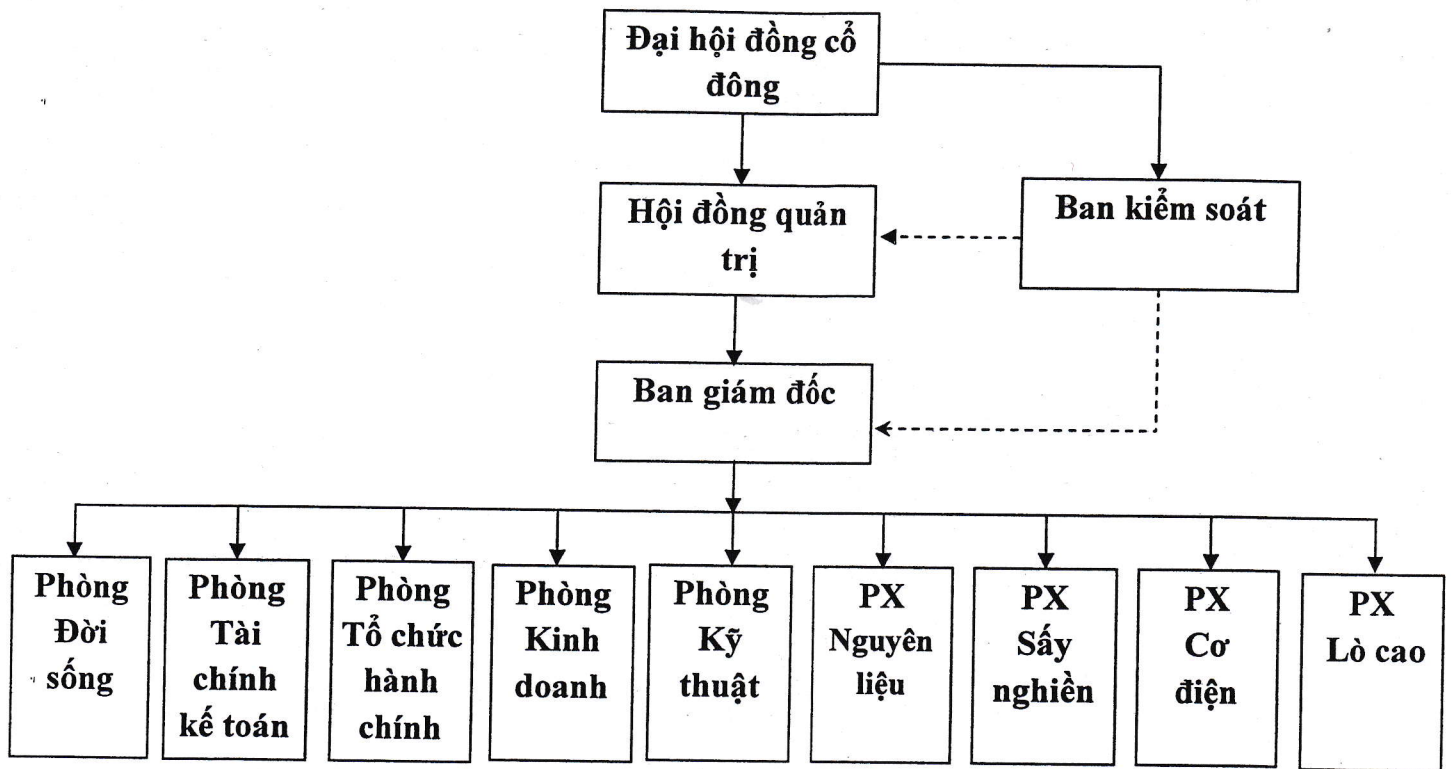 Đại hội đồng cổ
đông
Hội đồng quản
trị
Ban kiểm soát
Ban giám đốc
Phòng
Đời
sống
Phòng
Tài
chính
kế toán
Phòng
Tổ chức
hành
chính
Phòng
Kinh
doanh
Phòng
Kỹ
thuật
PX
Nguyên
liệu
PX
Sấy
nghiền
PX
Cơ
điện
PX
Lò cao